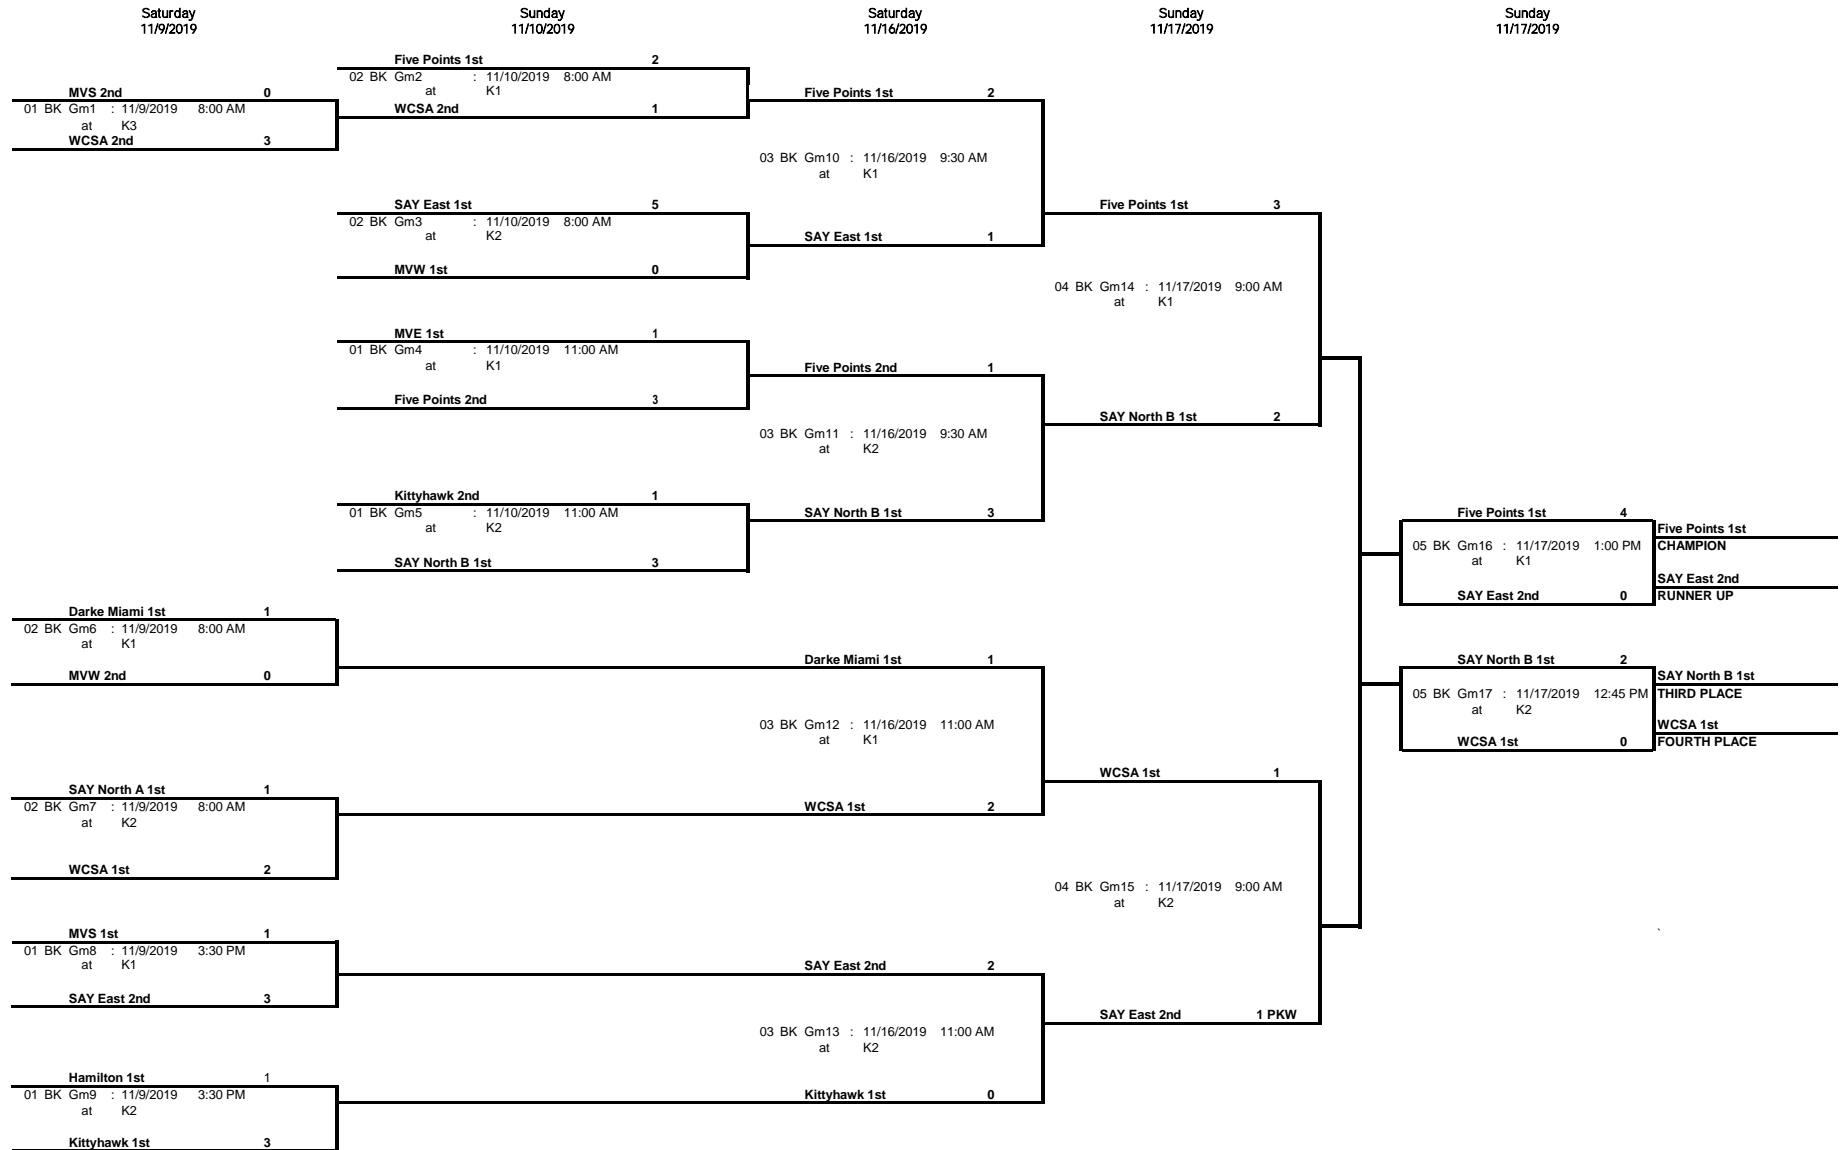 Saturday
11/9/2019
Sunday
11/10/2019
Saturday
11/16/2019
Sunday
11/17/2019
Sunday
11/17/2019
MVS 2nd 0
01 BK Gm1 : 11/9/2019 8:00 AM
at K3
WCSA 2nd 3
Darke Miami 1st 1
02 BK Gm6 : 11/9/2019 8:00 AM
at K1
MVW 2nd 0
SAY North A 1st 1
02 BK Gm7 : 11/9/2019 8:00 AM
at K2
WCSA 1st 2
MVS 1st 1
01 BK Gm8 : 11/9/2019 3:30 PM
at K1
SAY East 2nd 3
Hamilton 1st 1
01 BK Gm9 : 11/9/2019 3:30 PM
at K2
Kittyhawk 1st 3
Five Points 1st 2
02 BK Gm2 : 11/10/2019 8:00 AM
at K1
WCSA 2nd 1
SAY East 1st 5
02 BK Gm3 : 11/10/2019 8:00 AM
at K2
MVW 1st 0
MVE 1st 1
01 BK Gm4 : 11/10/2019 11:00 AM
at K1
Five Points 2nd 3
Kittyhawk 2nd 1
01 BK Gm5 : 11/10/2019 11:00 AM
at K2
SAY North B 1st 3
Five Points 1st 2
03 BK Gm10 : 11/16/2019 9:30 AM
at K1
SAY East 1st 1
Five Points 2nd 1
03 BK Gm11 : 11/16/2019 9:30 AM
at K2
SAY North B 1st 3
Darke Miami 1st 1
03 BK Gm12 : 11/16/2019 11:00 AM
at K1
WCSA 1st 2
SAY East 2nd 2
03 BK Gm13 : 11/16/2019 11:00 AM
at K2
Kittyhawk 1st 0
Five Points 1st 3
04 BK Gm14 : 11/17/2019 9:00 AM
at K1
SAY North B 1st 2
WCSA 1st 1
04 BK Gm15 : 11/17/2019 9:00 AM
at K2
SAY East 2nd 1 PKW
Five Points 1st 4
05 BK Gm16 : 11/17/2019 1:00 PM
at K1
SAY East 2nd 0
SAY North B 1st 2
05 BK Gm17 : 11/17/2019 12:45 PM
at K2
WCSA 1st 0
Five Points 1st
CHAMPION
SAY East 2nd
RUNNER UP
SAY North B 1st
THIRD PLACE
WCSA 1st
FOURTH PLACE
`